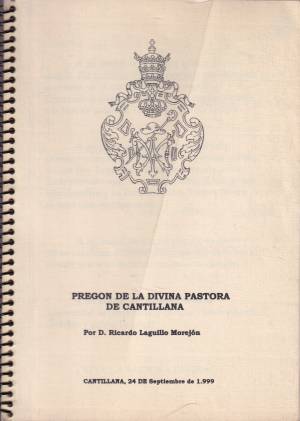 PREGON DE LA DIVINA PASTORA
DE CANTILLANA
Por D. Ricardo Laguillo Morejón
CANTILLANA, 24 DE Septiembre de 1.999